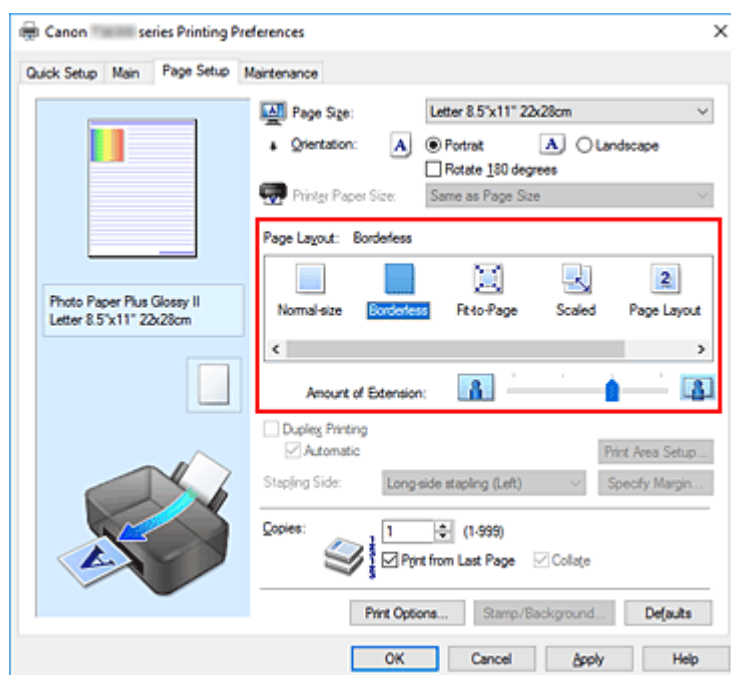 Canon series Printing Preferences
Quick Setup Main Page Setup Maintenance
Page Size: Letter 8.5"x11" 22x28cm
Orientation: A Portrait A Landscape
Rotate 180 degrees
Printer Paper Size: Same as Page Size
Page Layout: Borderless
2
Normal-size Borderless Fit-to-Page Scaled Page Layout
Photo Paper Plus Glossy II
Letter 8.5"x11" 22x28cm
Amount of Extension:
Duplex Printing
Automatic
Print Area Setup...
Stapling Side: Long-side stapling (Left) Specify Margin...
Copies: 1 (1-999)
Print from Last Page Collate
A
Print Options... Stamp/Background... Defaults
OK Cancel Apply Help